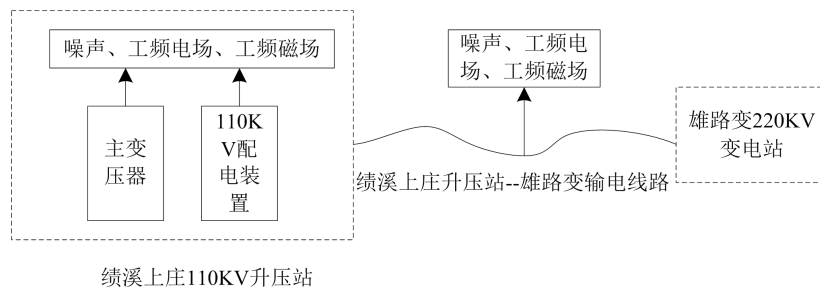 噪声、工频电场、工频磁场
主变
压器
110K
V配
电装
置
绩溪上庄110KV升压站
噪声、工频电
场、工频磁场
绩溪上庄升压站--雄路变输电线路
雄路变220KV
变电站